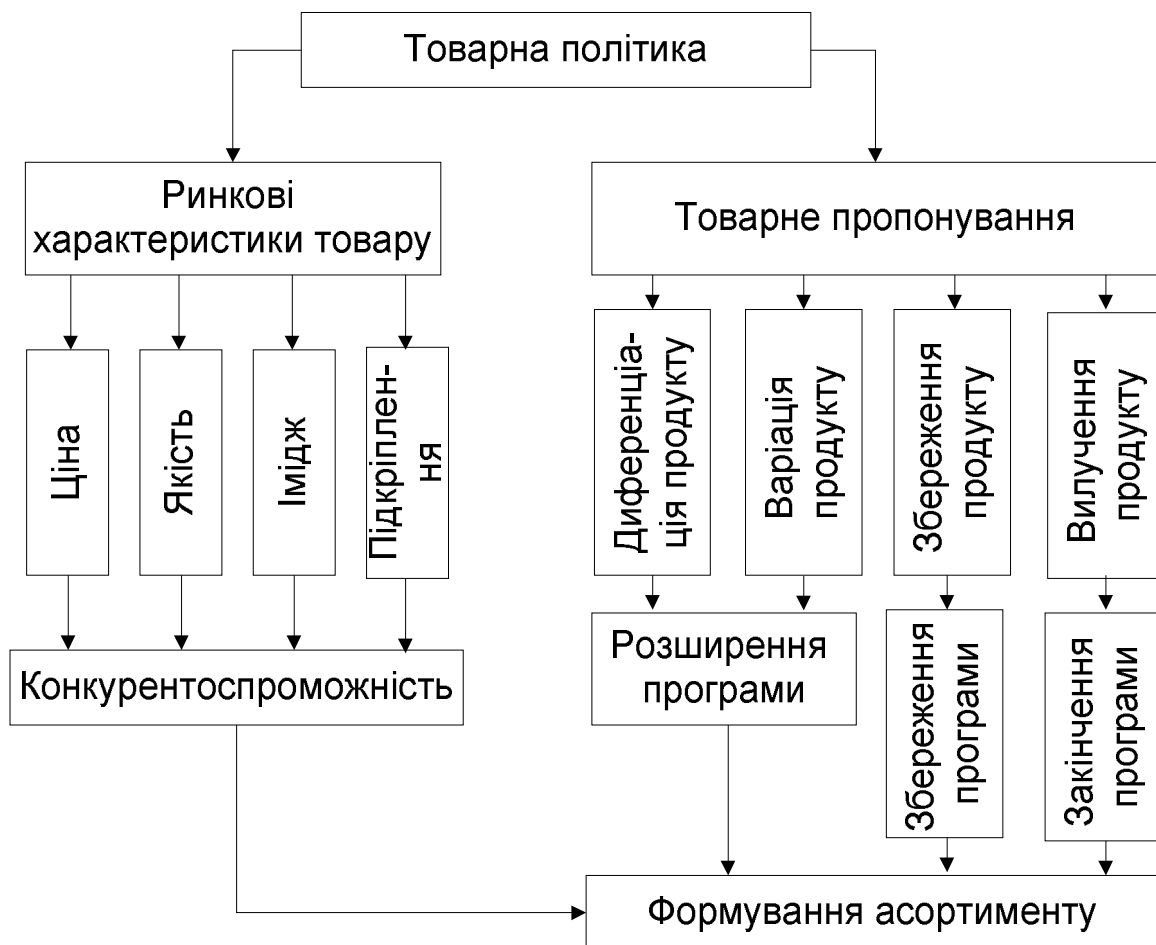 Товарна політика
Ринкові
характеристики товару
Товарне пропонування
Ціна
Якість
Імідж
Підкріплен-
ня
Диференціа-
ція продукту
Варіація
продукту
Збереження
продукту
Вилучення
продукту
Конкурентоспроможність
Розширення
програми
Збереження
програми
Закінчення
програми
Формування асортименту